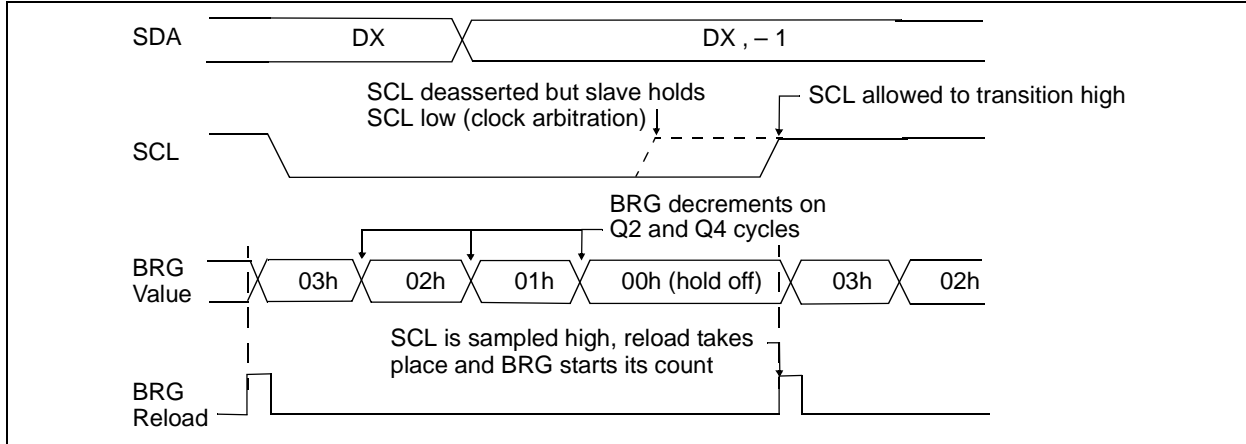 SDA
DX
DX , – 1
SCL deasserted but slave holds
SCL low (clock arbitration)
SCL allowed to transition high
SCL
BRG decrements on
Q2 and Q4 cycles
BRG
Value
03h
02h
01h
00h (hold off)
03h
02h
SCL is sampled high, reload takes
place and BRG starts its count
BRG
Reload